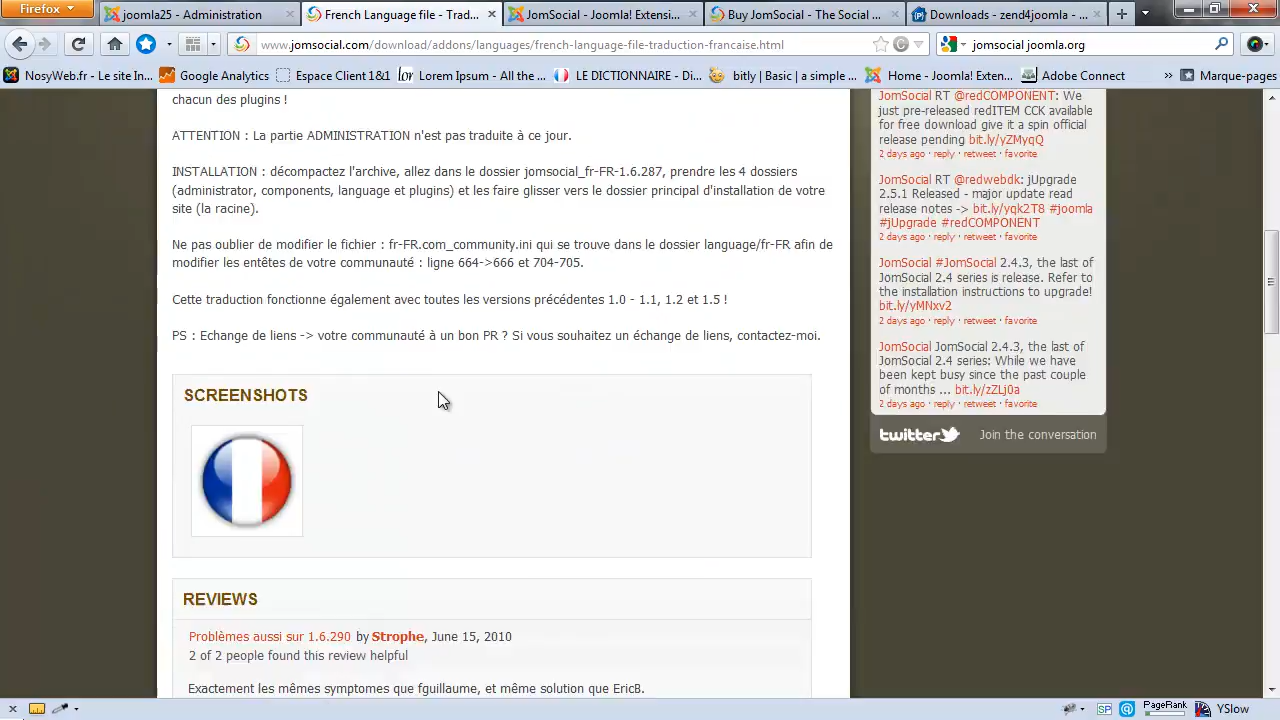 Firefox
joomla25 - Administration
French Language file - Trad...
JomSocial - Joomla! Extensi...
Buy JomSocial - The Social ...
Downloads - zend4joomla - ...
www.jomsocial.com/download/addons/languages/french-language-file-traduction-francaise.html
jomsocial joomla.org
NosyWeb.fr - Le site In...
Google Analytics
Espace Client 1&1
Lorem Ipsum - All the ...
LE DICTIONNAIRE - Di...
bitly | Basic | a simple ...
Home - Joomla! Exten...
Adobe Connect
»
Marque-pages
chacun des plugins !
ATTENTION : La partie ADMINISTRATION n'est pas traduite à ce jour.
INSTALLATION : décompactez l'archive, allez dans le dossier jomsocial_fr-FR-1.6.287, prendre les 4 dossiers
(administrator, components, language et plugins) et les faire glisser vers le dossier principal d'installation de votre
site (la racine).
Ne pas oublier de modifier le fichier : fr-FR.com_community.ini qui se trouve dans le dossier language/fr-FR afin de
modifier les entêtes de votre communauté : ligne 664->666 et 704-705.
Cette traduction fonctionne également avec toutes les versions précédentes 1.0 - 1.1, 1.2 et 1.5 !
PS : Echange de liens -> votre communauté à un bon PR ? Si vous souhaitez un échange de liens, contactez-moi.
SCREENSHOTS
REVIEWS
Problèmes aussi sur 1.6.290 by Strophe, June 15, 2010
2 of 2 people found this review helpful
Exactement les mêmes symptomes que fguillaume, et même solution que EricB.
JomSocial RT @redCOMPONENT: We
just pre-released redITEM CCK available
for free download give it a spin official
release pending bit.ly/yZMyqQ
2 days ago · reply · retweet · favorite
JomSocial RT @redwebdk: jUpgrade
2.5.1 Released - major update read
release notes -> bit.ly/yqk2T8 #joomla
#jUpgrade #redCOMPONENT
2 days ago · reply · retweet · favorite
JomSocial #JomSocial 2.4.3, the last of
JomSocial 2.4 series is release. Refer to
the installation instructions to upgrade!
bit.ly/yMNxv2
2 days ago · reply · retweet · favorite
JomSocial JomSocial 2.4.3, the last of
JomSocial 2.4 series: While we have
been kept busy since the past couple
of months ... bit.ly/zZLj0a
2 days ago · reply · retweet · favorite
twitter Join the conversation
SP
PageRank
YSlow